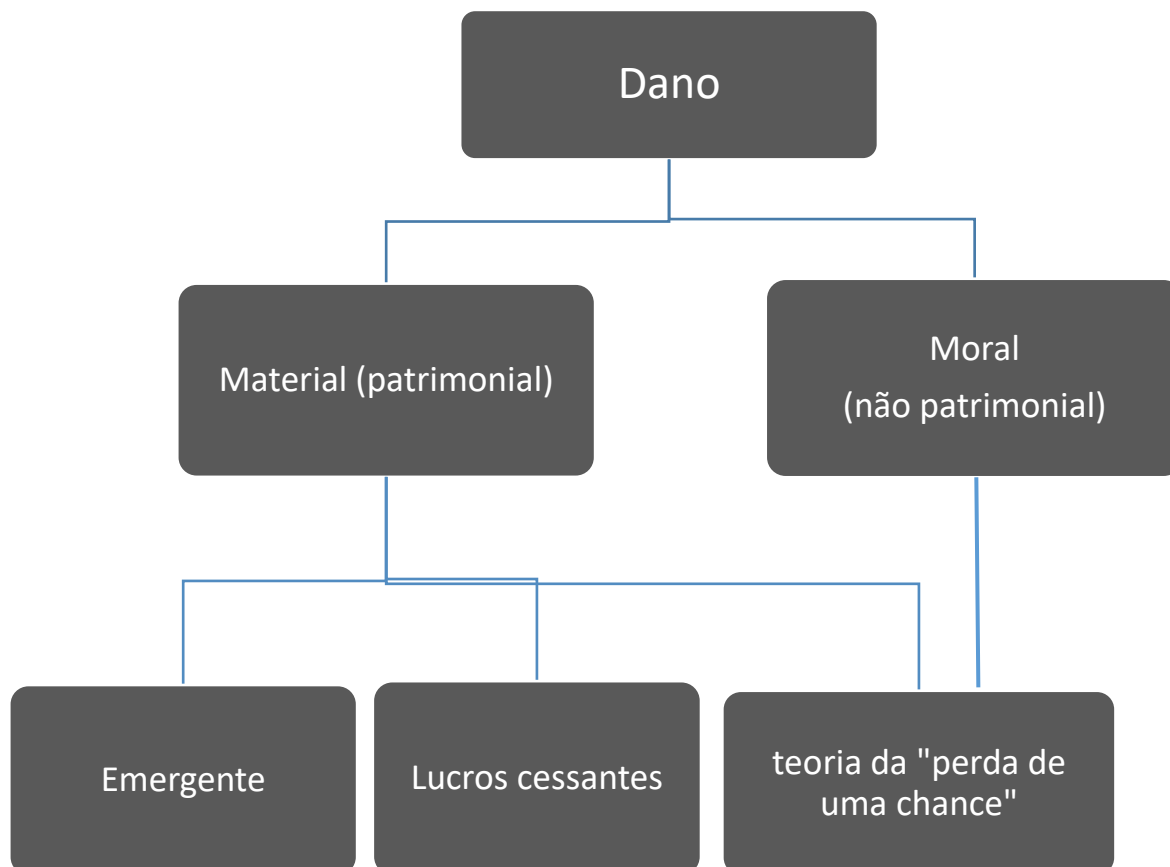 Dano
Material (patrimonial)
Moral
(não patrimonial)
Emergente
Lucros cessantes
teoria da "perda de
uma chance"